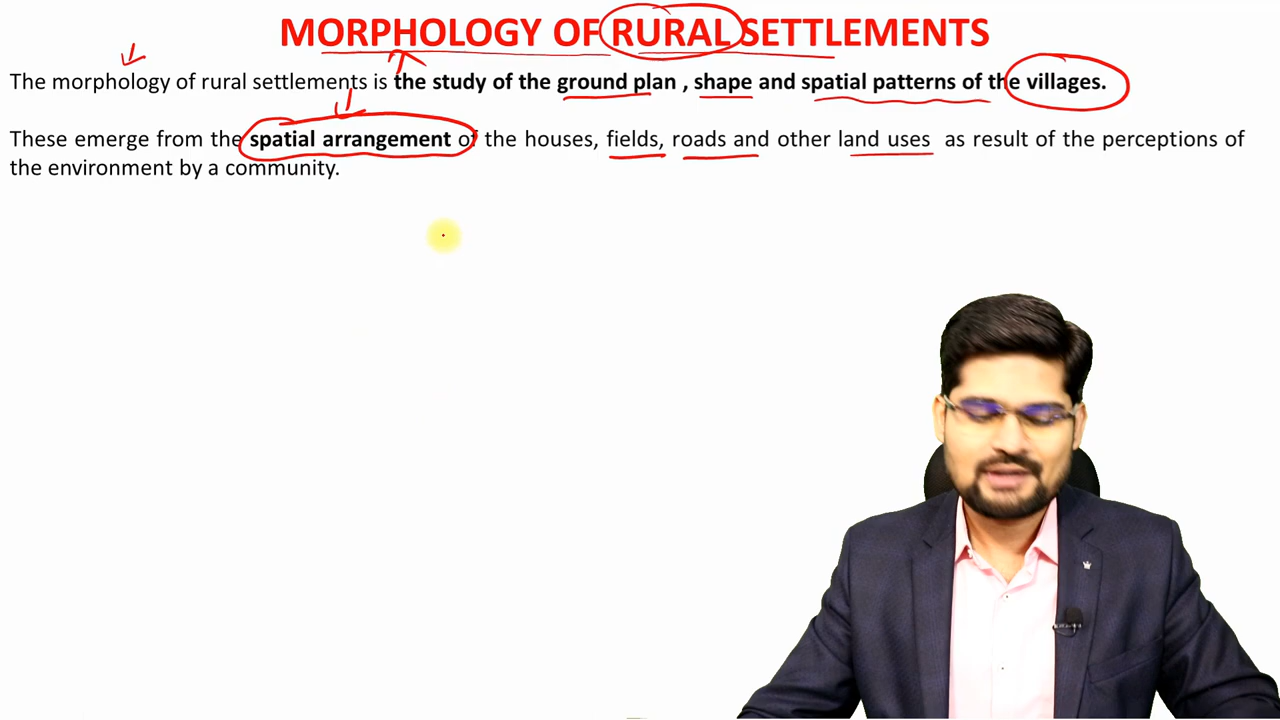 MORPHOLOGY OF RURAL SETTLEMENTS
The morphology of rural settlements is the study of the ground plan , shape and spatial patterns of the villages.
These emerge from the spatial arrangement of the houses, fields, roads and other land uses as result of the perceptions of
the environment by a community.